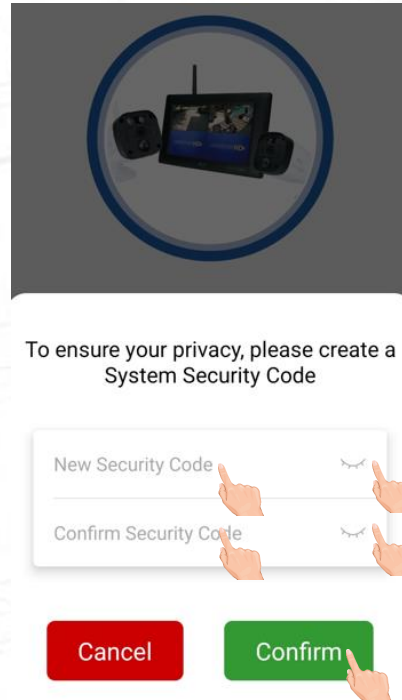 To ensure your privacy, please create a
System Security Code
New Security Code
Confirm Security Code
Cancel
Confirm